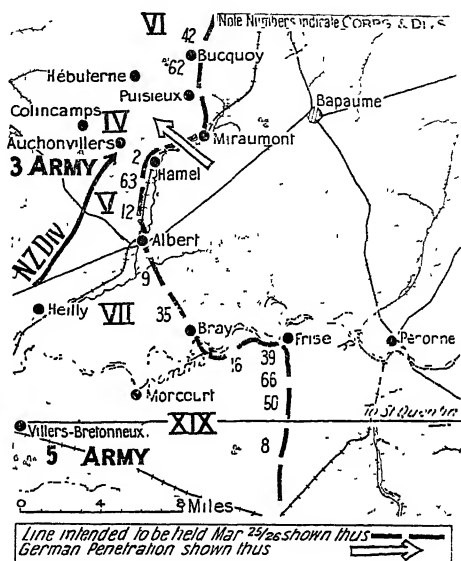 VI
Note Numbers indicate CORPS & DIVS
42
Bucquoy
62
Hébuterne
Puisieux
Bapaume
Colincamps
IV
Auchonvillers
Miraumont
3 ARMY
2
Hamel
63
V
12
NZ Div
Albert
9
Heilly
VII
35
Bray
Frise
Peronne
16
39
66
Morcourt
50
To St Quentin
XIX
Villers-Bretonneux.
5 ARMY
8
0 4 8 Miles
Line intended to be held Mar 25/26 shown thus
German Penetration shown thus